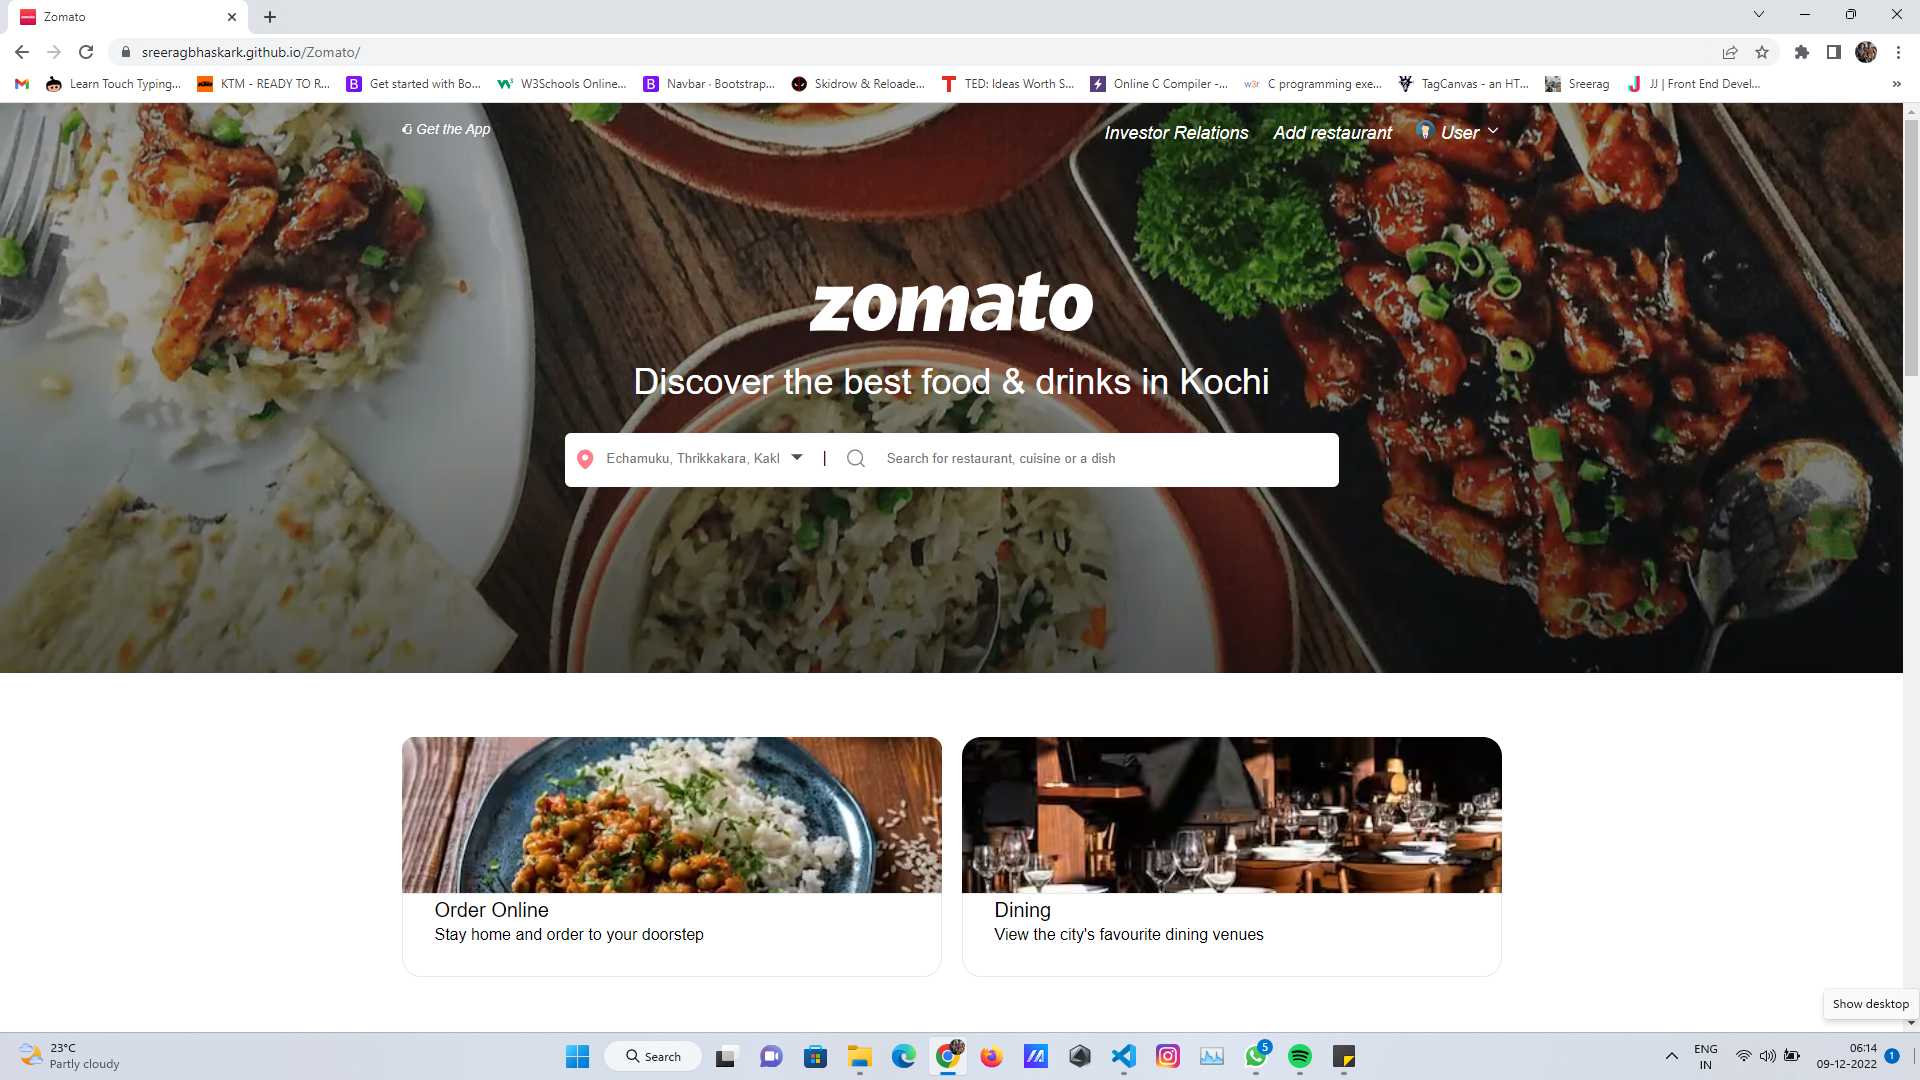 Zomato
sreeragbhaskark.github.io/Zomato/
Learn Touch Typing... KTM - READY TO R... Get started with Bo... W3Schools Online... Navbar · Bootstrap... Skidrow & Reloade... TED: Ideas Worth S... Online C Compiler -... w3r C programming exe... TagCanvas - an HT... Sreerag JJ | Front End Devel...
Get the App Investor Relations Add restaurant User
zomato
Discover the best food & drinks in Kochi
Echamuku, Thrikkakara, Kakl | Search for restaurant, cuisine or a dish
Order Online
Stay home and order to your doorstep
Dining
View the city's favourite dining venues
Show desktop
23°C
Partly cloudy
Search
5
ENG
IN
06:14
09-12-2022
1